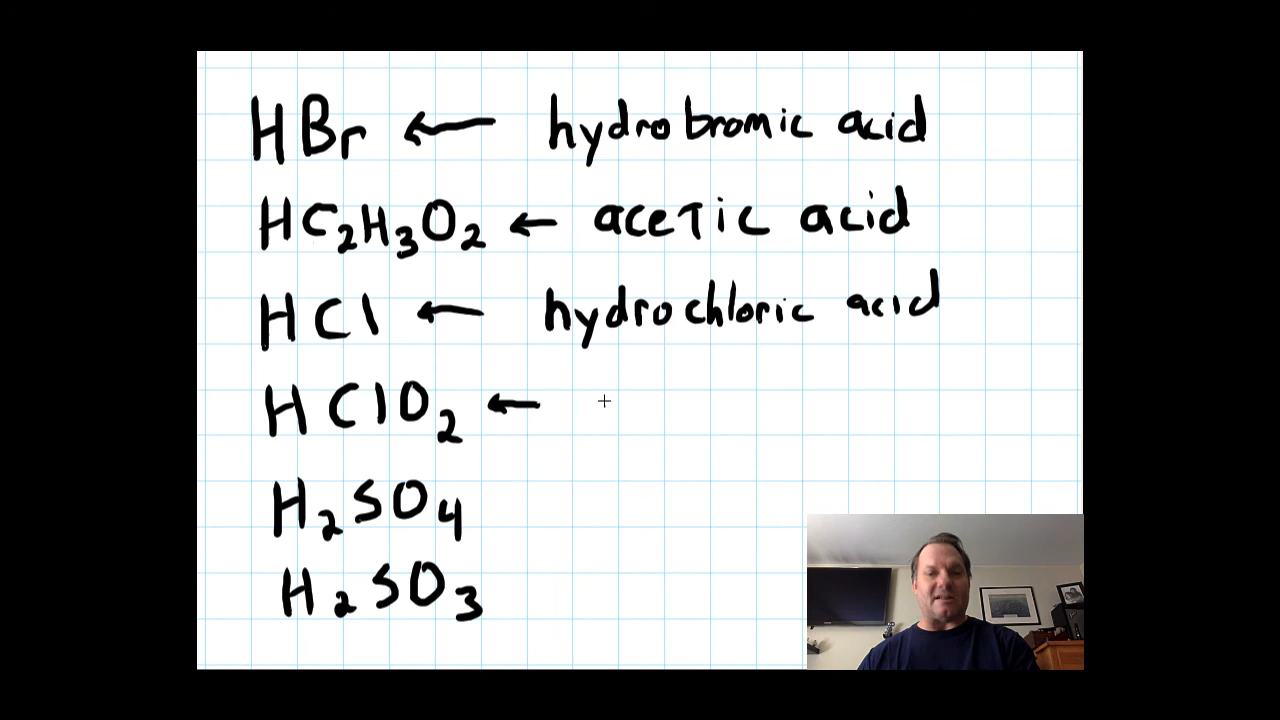 HBr ← hydrobromic acid
HC₂H₃O₂ ← acetic acid
HCl ← hydrochloric acid
HClO₂ ←
H₂SO₄
H₂SO₃